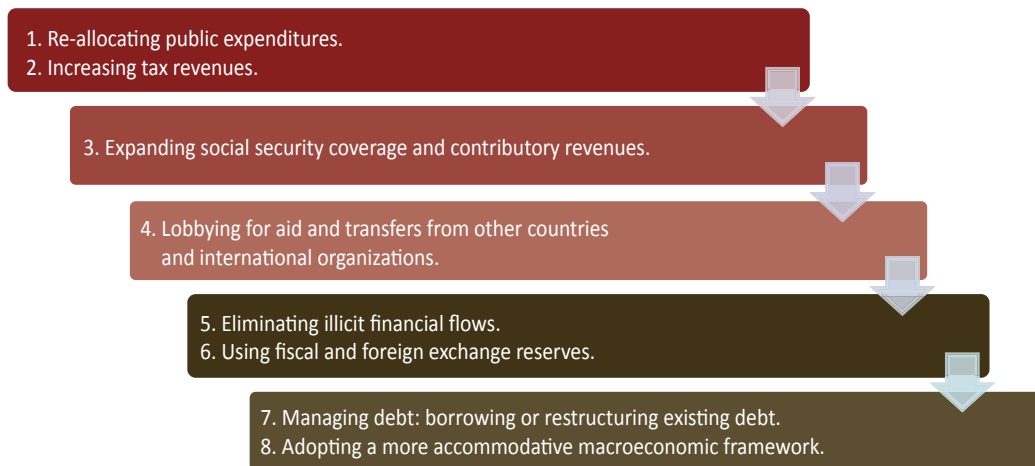 1. Re-allocating public expenditures.
2. Increasing tax revenues.
3. Expanding social security coverage and contributory revenues.
4. Lobbying for aid and transfers from other countries
and international organizations.
5. Eliminating illicit financial flows.
6. Using fiscal and foreign exchange reserves.
7. Managing debt: borrowing or restructuring existing debt.
8. Adopting a more accommodative macroeconomic framework.